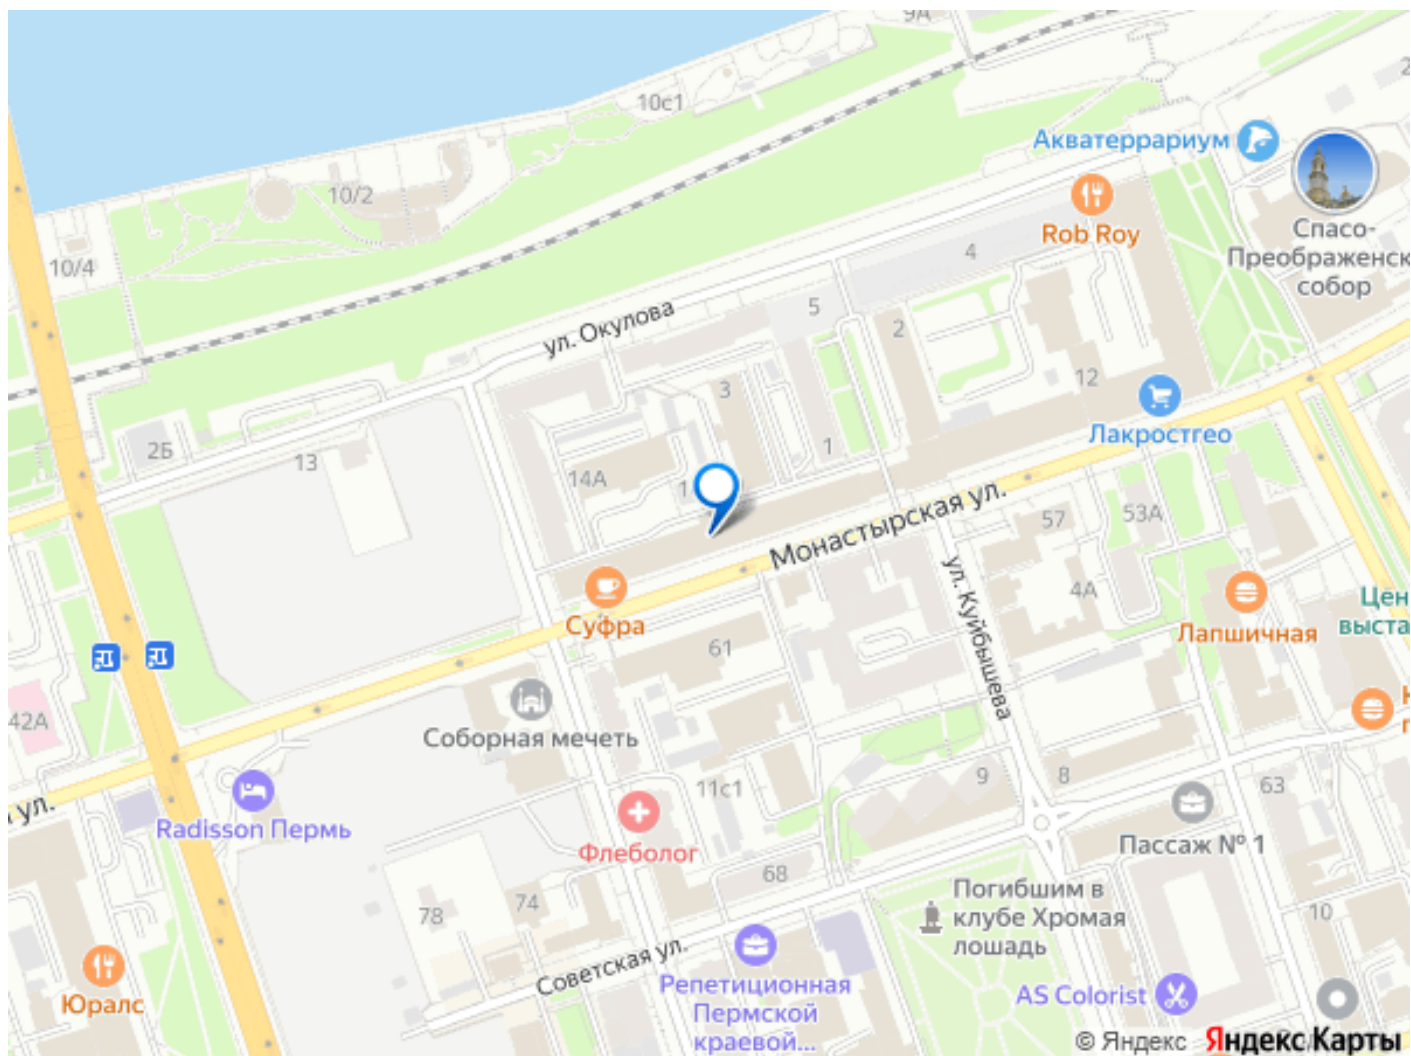 9А
10с1
Акватеррариум
10/2
Rob Roy
Спасо-
Преображенск
собор
10/4
4
5
ул. Окулова
2
3
12
Лакростгео
2Б
13
1
14А
1
Монастырская ул.
57
53А
ул. Куйбышева
4А
Цен
выста
Суфра
Лапшичная
61
42А
Соборная мечеть
9
8
63
11с1
ул.
Radisson Пермь
Флеболог
Пассаж № 1
68
Погибшим в
клубе Хромая
лошадь
78
74
10
Советская ул.
Репетиционная
Пермской
краевой...
Юралс
AS Colorist
© Яндекс Яндекс Карты